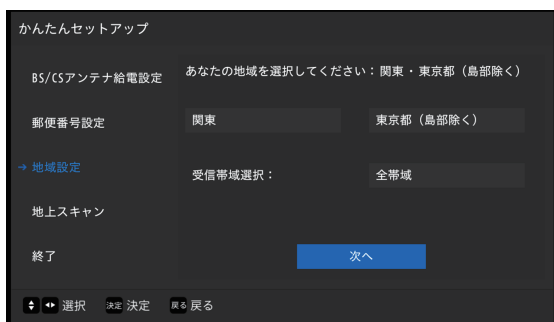 かんたんセットアップ
BS/CSアンテナ給電設定
郵便番号設定
→ 地域設定
地上スキャン
終了
あなたの地域を選択してください：関東・東京都（島部除く）
関東
東京都（島部除く）
受信帯域選択：
全帯域
次へ
選択 決定 決定 戻る 戻る